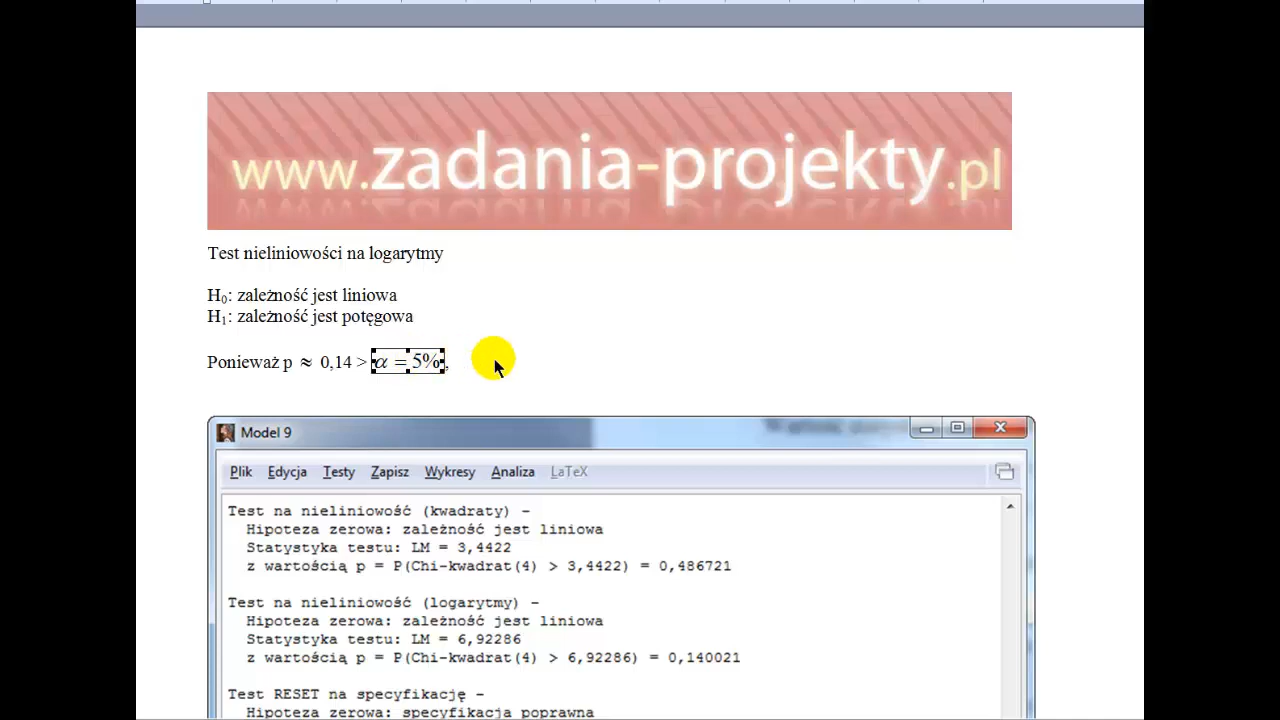 www.zadania-projekty.pl
Test nieliniowości na logarytmy
H₀: zależność jest liniowa
H₁: zależność jest potęgowa
Ponieważ p ≈ 0,14 > α = 5%,
Model 9
Plik Edycja Testy Zapisz Wykresy Analiza LaTeX
Test na nieliniowość (kwadraty) -
Hipoteza zerowa: zależność jest liniowa
Statystyka testu: LM = 3,4422
z wartością p = P(Chi-kwadrat(4) > 3,4422) = 0,486721
Test na nieliniowość (logarytmy) -
Hipoteza zerowa: zależność jest liniowa
Statystyka testu: LM = 6,92286
z wartością p = P(Chi-kwadrat(4) > 6,92286) = 0,140021
Test RESET na specyfikację -
Hipoteza zerowa: specyfikacja poprawna